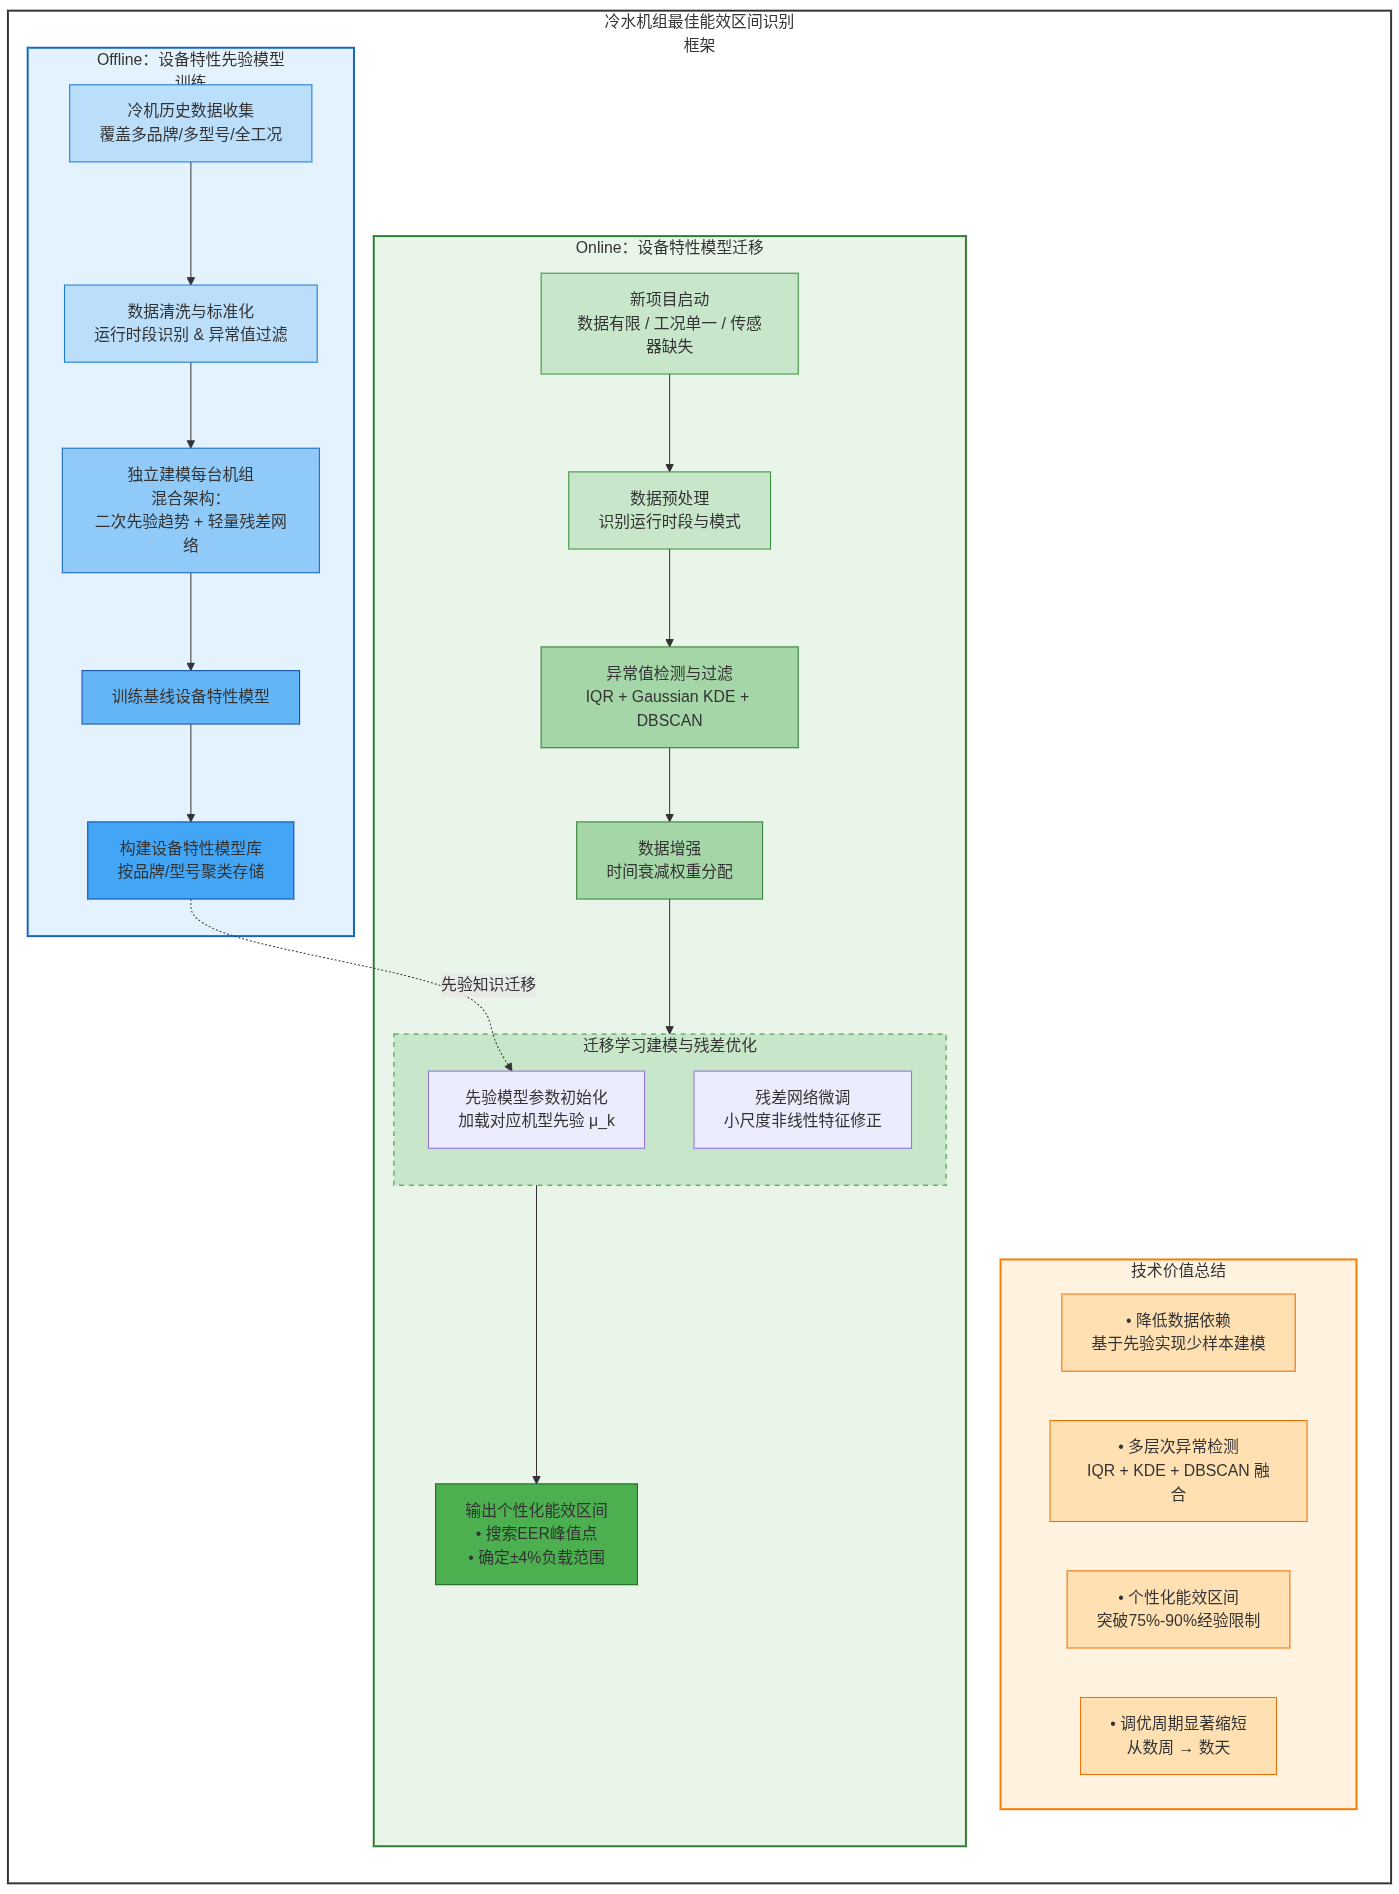 冷水机组最佳能效区间识别
框架
Offline：设备特性先验模型
训练
冷机历史数据收集
覆盖多品牌/多型号/全工况
数据清洗与标准化
运行时段识别 & 异常值过滤
独立建模每台机组
混合架构：
二次先验趋势 + 轻量残差网
络
训练基线设备特性模型
构建设备特性模型库
按品牌/型号聚类存储
先验知识迁移
Online：设备特性模型迁移
新项目启动
数据有限 / 工况单一 / 传感
器缺失
数据预处理
识别运行时段与模式
异常值检测与过滤
IQR + Gaussian KDE +
DBSCAN
数据增强
时间衰减权重分配
迁移学习建模与残差优化
先验模型参数初始化
加载对应机型先验 μ_k
残差网络微调
小尺度非线性特征修正
输出个性化能效区间
• 搜索EER峰值点
• 确定±4%负载范围
技术价值总结
• 降低数据依赖
基于先验实现少样本建模
• 多层次异常检测
IQR + KDE + DBSCAN 融
合
• 个性化能效区间
突破75%-90%经验限制
• 调优周期显著缩短
从数周 → 数天